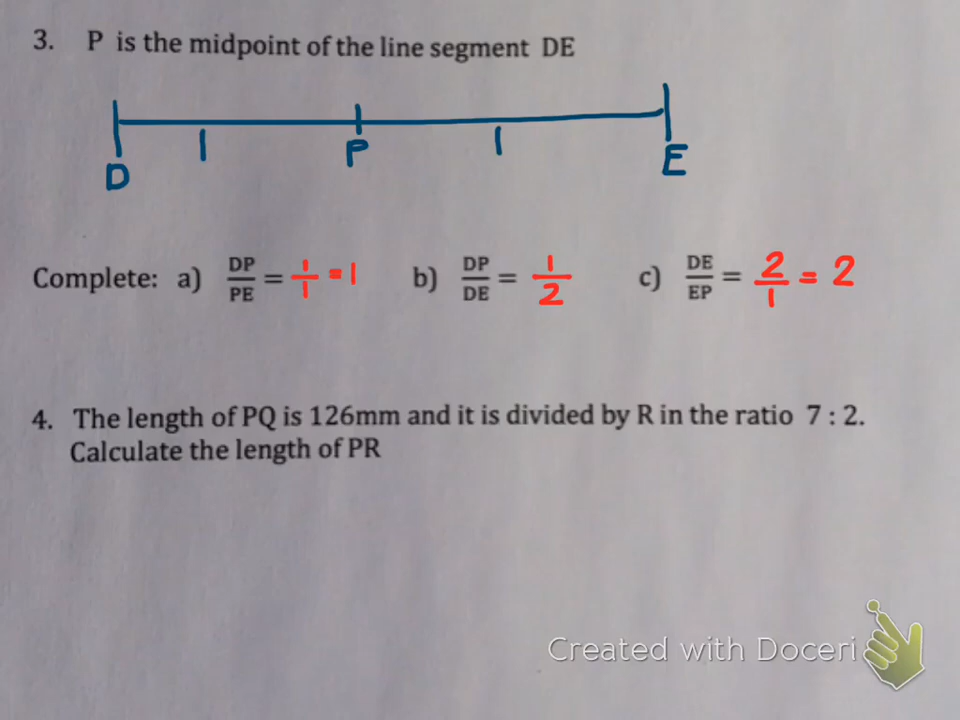 3. P is the midpoint of the line segment DE
1 1
D P E
Complete: a) DP/PE = 1/1 = 1 b) DP/DE = 1/2 c) DE/EP = 2/1 = 2
4. The length of PQ is 126mm and it is divided by R in the ratio 7 : 2.
Calculate the length of PR
Created with Doceri